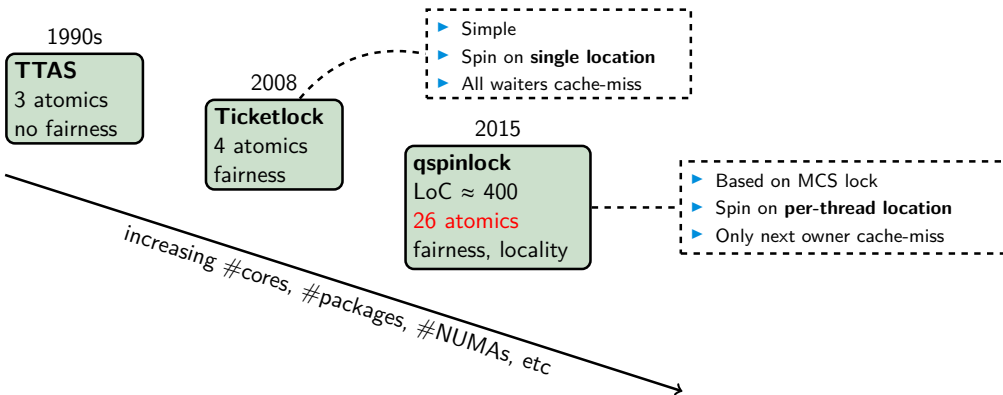 1990s
TTAS
3 atomics
no fairness
2008
Ticketlock
4 atomics
fairness
Simple
Spin on single location
All waiters cache-miss
2015
qspinlock
LoC ≈ 400
26 atomics
fairness, locality
Based on MCS lock
Spin on per-thread location
Only next owner cache-miss
increasing #cores, #packages, #NUMAs, etc